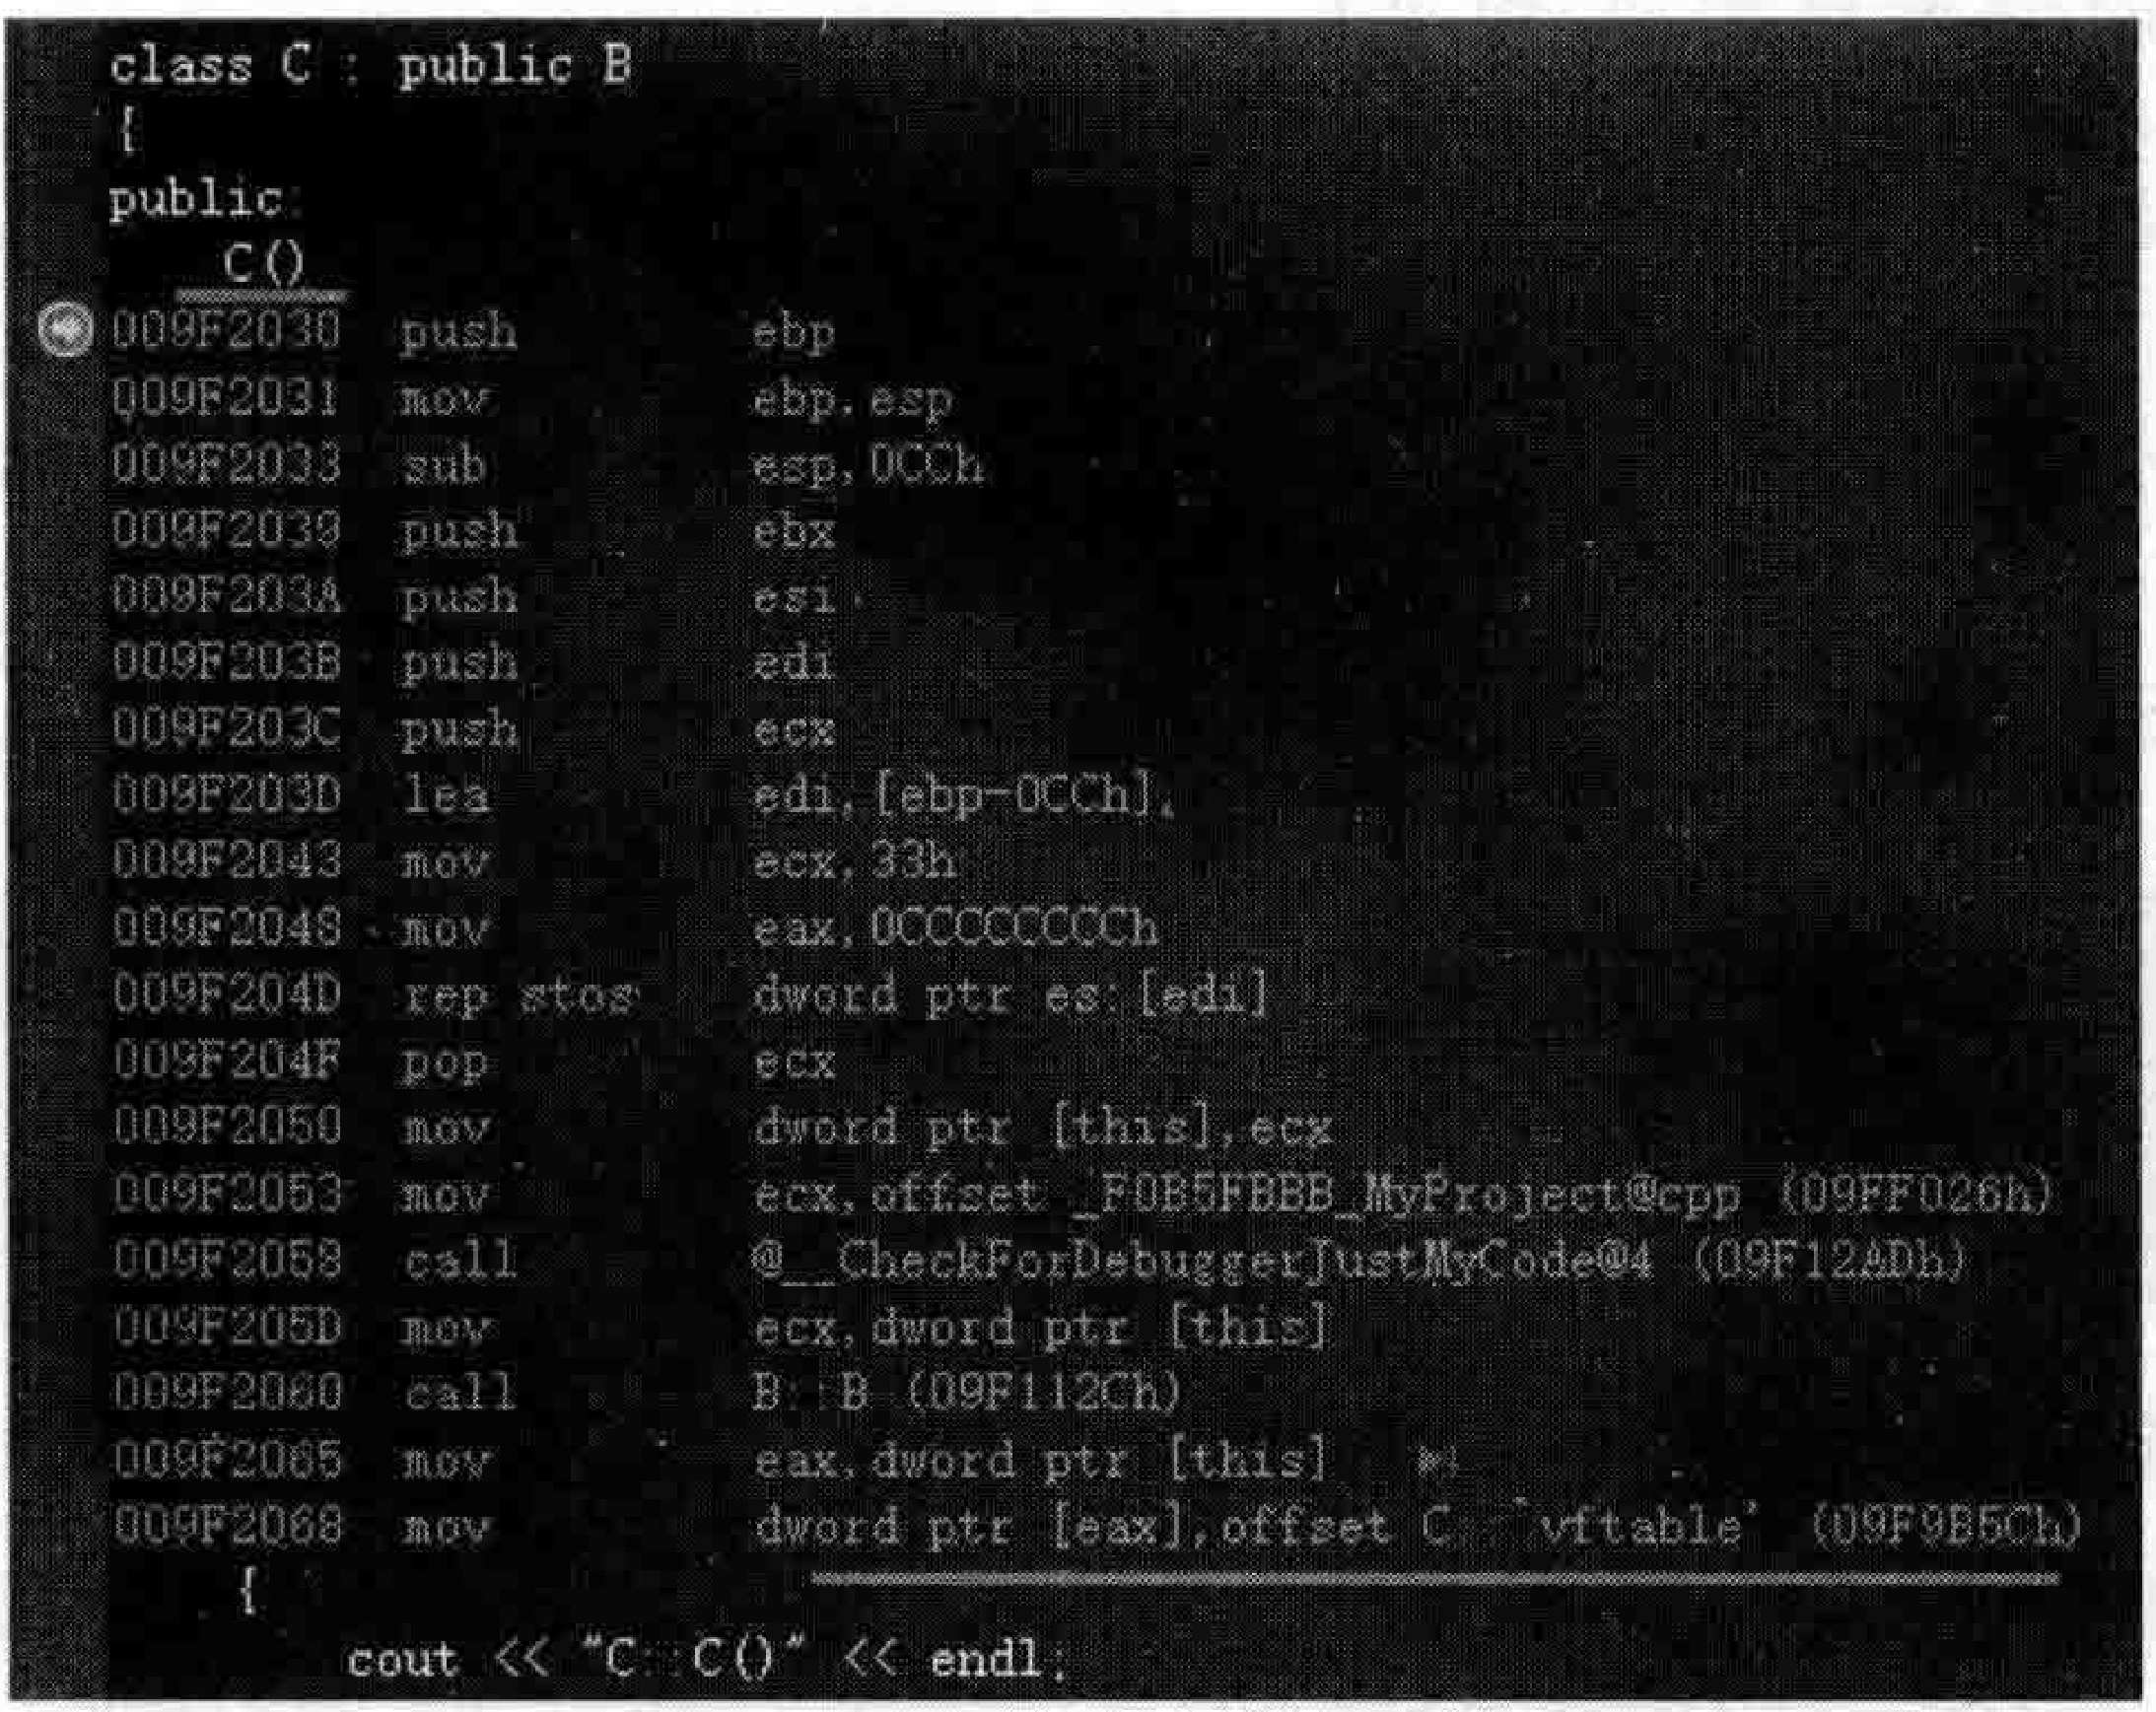 class C : public B
{
public:
C()
009F2030 push ebp
009F2031 mov ebp, esp
009F2033 sub esp, 0CCh
009F2039 push ebx
009F203A push esi
009F203B push edi
009F203C push ecx
009F203D lea edi, [ebp-0CCh]
009F2043 mov ecx, 33h
009F2048 mov eax, 0CCCCCCCCh
009F204D rep stos dword ptr es:[edi]
009F204F pop ecx
009F2050 mov dword ptr [this], ecx
009F2053 mov ecx, offset _F0B5FBBB_MyProject@cpp (09FF026h)
009F2058 call @__CheckForDebuggerJustMyCode@4 (09F12ADh)
009F205D mov ecx, dword ptr [this]
009F2060 call B::B (09F112Ch)
009F2065 mov eax, dword ptr [this]
009F2068 mov dword ptr [eax], offset C::`vftable' (09F9B5Ch)
{
cout << "C::C()" << endl;